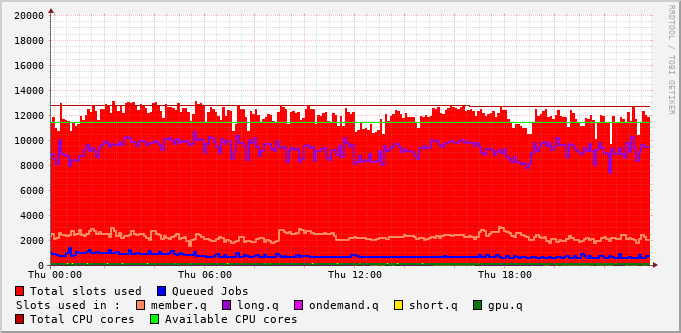 RRDTOOL / TOBI OETIKER
20000
18000
16000
14000
12000
10000
8000
6000
4000
2000
0
Thu 00:00 Thu 06:00 Thu 12:00 Thu 18:00
Total slots used Queued Jobs
Slots used in : member.q long.q ondemand.q short.q gpu.q
Total CPU cores Available CPU cores